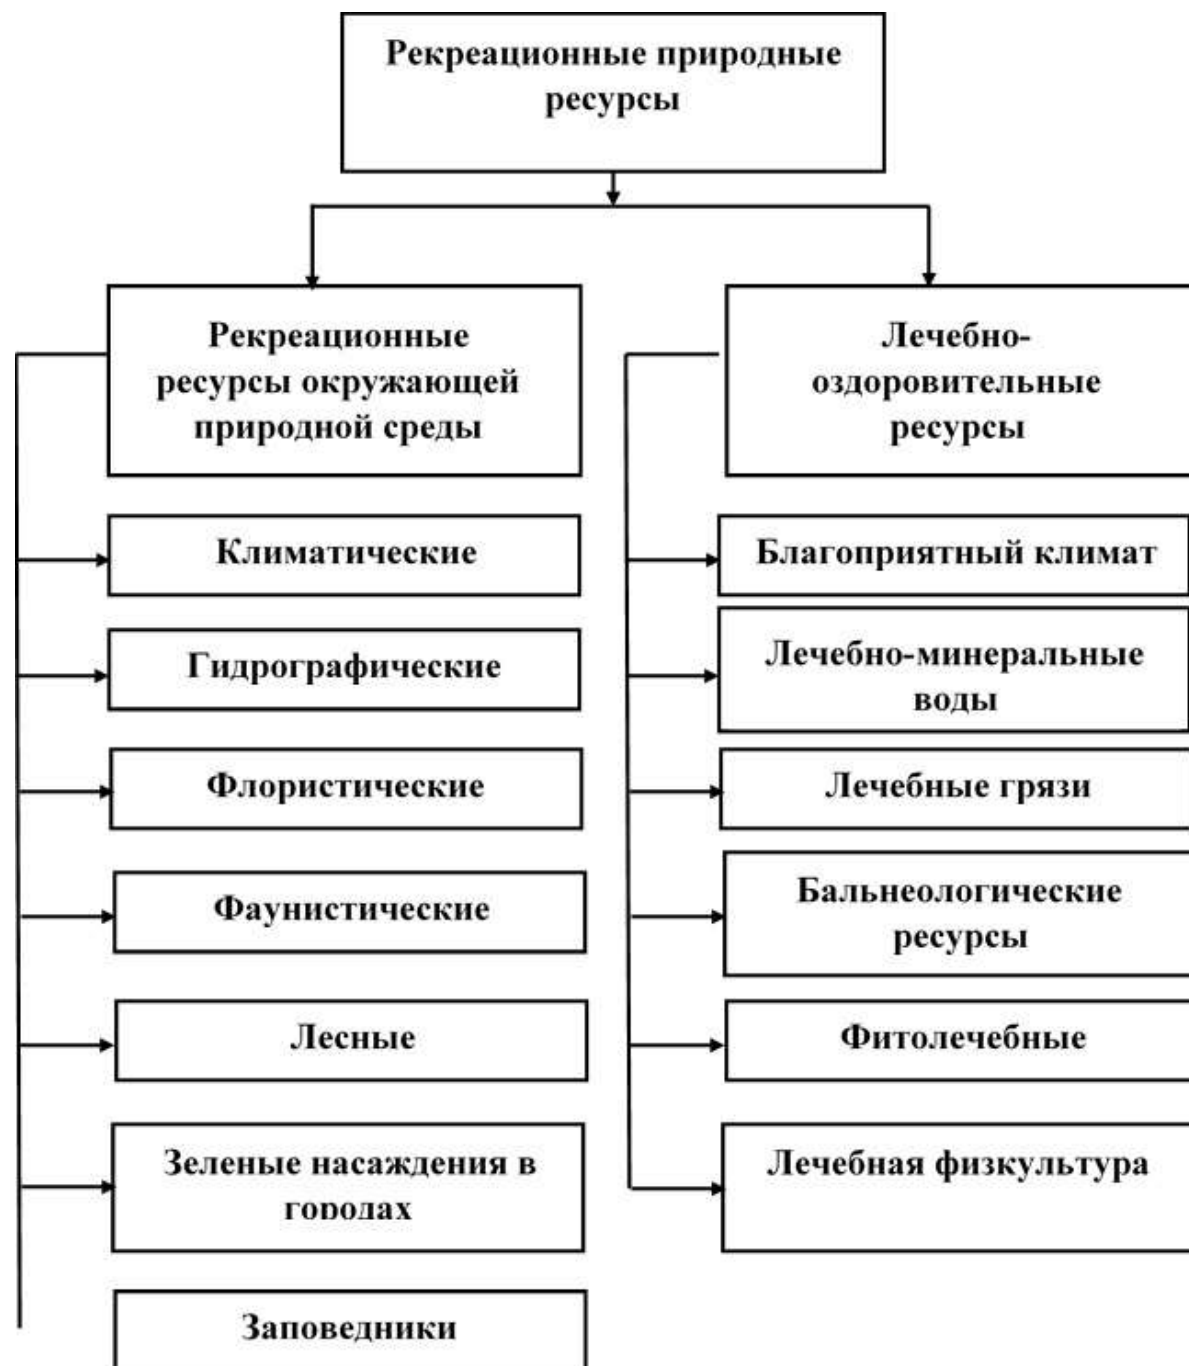 Рекреационные природные
ресурсы
Рекреационные
ресурсы окружающей
природной среды
Климатические
Гидрографические
Флористические
Фаунистические
Лесные
Зеленые насаждения в
городах
Заповедники
Лечебно-
оздоровительные
ресурсы
Благоприятный климат
Лечебно-минеральные
воды
Лечебные грязи
Бальнеологические
ресурсы
Фитолечебные
Лечебная физкультура